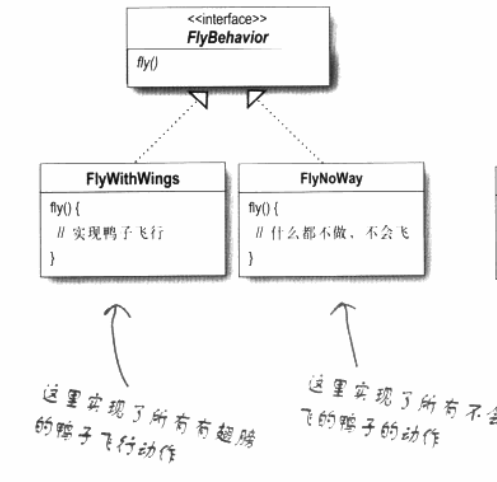 <<interface>>
FlyBehavior
fly()
FlyWithWings
fly() {
// 实现鸭子飞行
}
FlyNoWay
fly() {
// 什么都不做，不会飞
}
这里实现了所有有翅膀
的鸭子飞行动作
这里实现了所有不会
飞的鸭子的动作